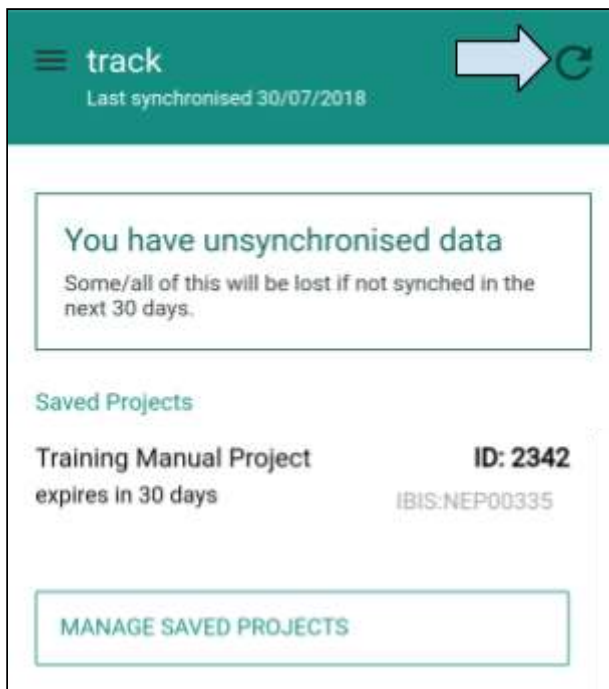 track
Last synchronised 30/07/2018
You have unsynchronised data
Some/all of this will be lost if not synched in the
next 30 days.
Saved Projects
Training Manual Project ID: 2342
expires in 30 days IBIS:NEP00335
MANAGE SAVED PROJECTS